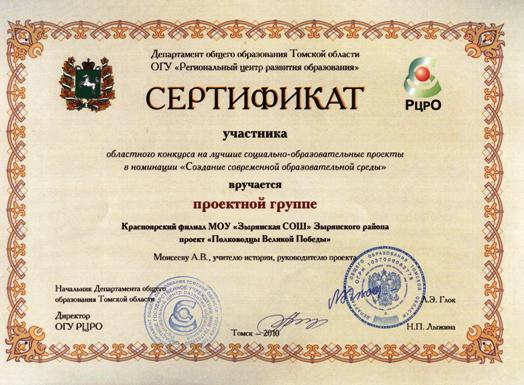 Департамент общего образования Томской области
ОГУ «Региональный центр развития образования»
РЦРО
СЕРТИФИКАТ
участника
областного конкурса на лучшие социально-образовательные проекты
в номинации «Создание современной образовательной среды»
вручается
проектной группе
Красноярский филиал МОУ «Зырянская СОШ» Зырянского района
проект «Полководцы Великой Победы»
Моисееву А.В., учителю истории, руководителю проекта
Начальник Департамента общего
образования Томской области
А.Э. Глок
Директор
ОГУ РЦРО
Томск – 2010
Н.П. Лыжина